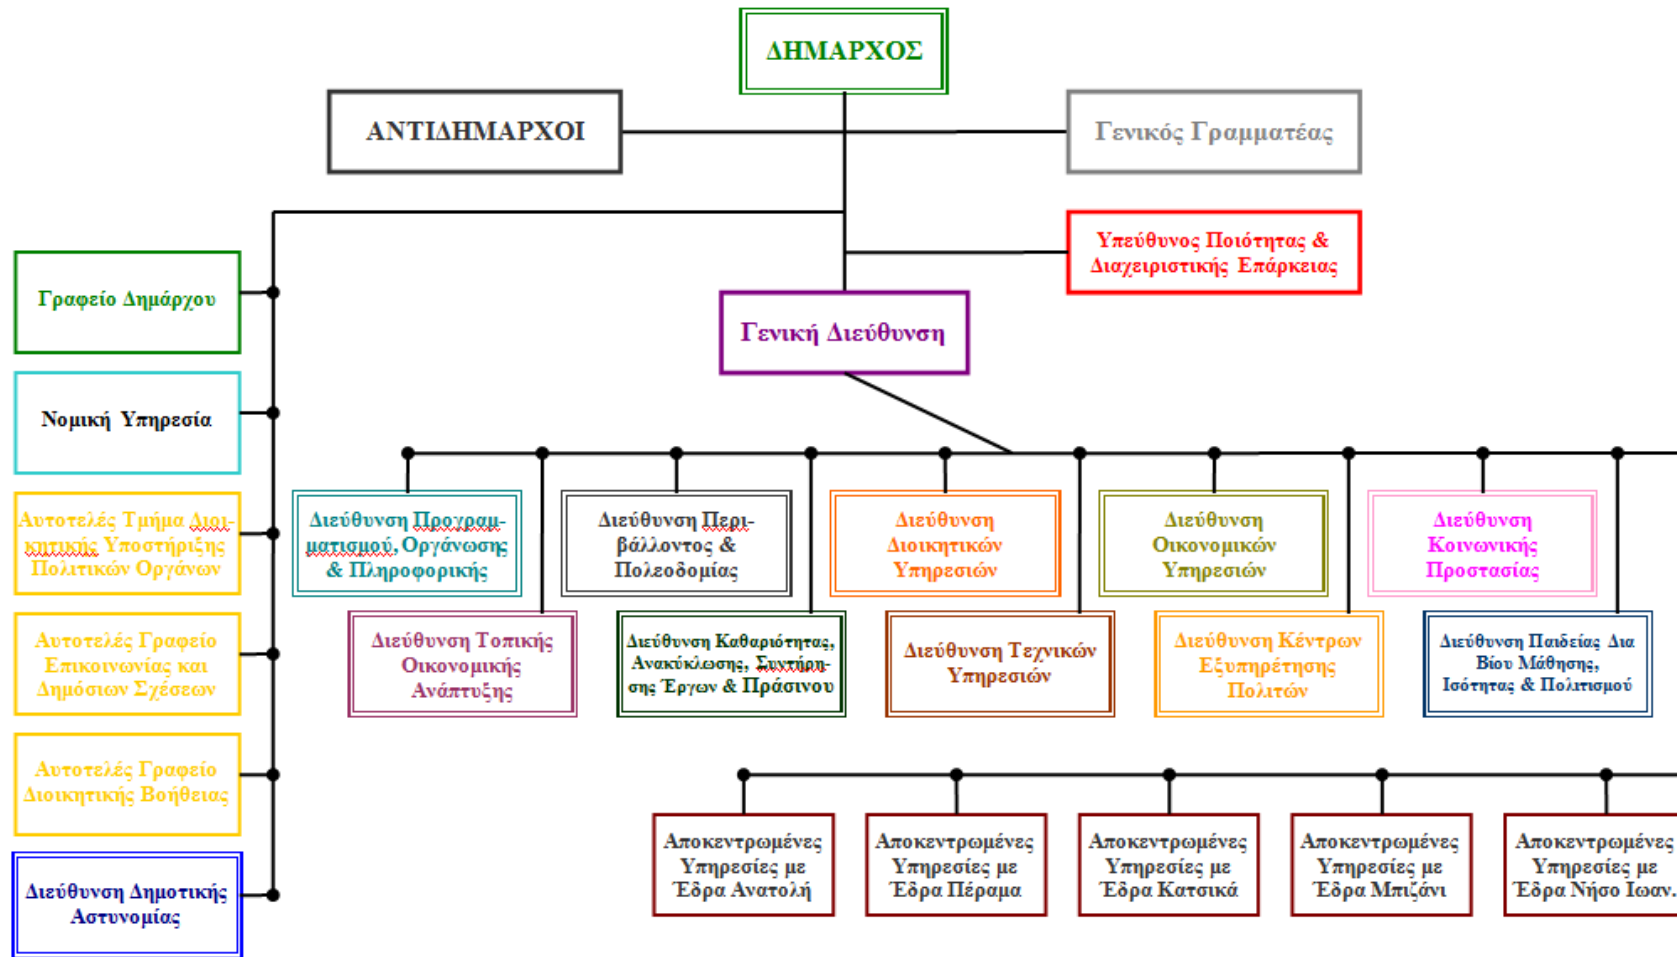 ΔΗΜΑΡΧΟΣ
ΑΝΤΙΔΗΜΑΡΧΟΙ
Γενικός Γραμματέας
Υπεύθυνος Ποιότητας &
Διαχειριστικής Επάρκειας
Γενική Διεύθυνση
Γραφείο Δημάρχου
Νομική Υπηρεσία
Αυτοτελές Τμήμα Διοι-
κητικής Υποστήριξης
Πολιτικών Οργάνων
Αυτοτελές Γραφείο
Επικοινωνίας και
Δημόσιων Σχέσεων
Αυτοτελές Γραφείο
Διοικητικής Βοήθειας
Διεύθυνση Δημοτικής
Αστυνομίας
Διεύθυνση Προγραμ-
ματισμού, Οργάνωσης
& Πληροφορικής
Διεύθυνση Περι-
βάλλοντος &
Πολεοδομίας
Διεύθυνση
Διοικητικών
Υπηρεσιών
Διεύθυνση
Οικονομικών
Υπηρεσιών
Διεύθυνση
Κοινωνικής
Προστασίας
Διεύθυνση Τοπικής
Οικονομικής
Ανάπτυξης
Διεύθυνση Καθαριότητας,
Ανακύκλωσης, Συντήρη-
σης Έργων & Πράσινου
Διεύθυνση Τεχνικών
Υπηρεσιών
Διεύθυνση Κέντρων
Εξυπηρέτησης
Πολιτών
Διεύθυνση Παιδείας Δια
Βίου Μάθησης,
Ισότητας & Πολιτισμού
Αποκεντρωμένες
Υπηρεσίες με
Έδρα Ανατολή
Αποκεντρωμένες
Υπηρεσίες με
Έδρα Πέραμα
Αποκεντρωμένες
Υπηρεσίες με
Έδρα Κατσικά
Αποκεντρωμένες
Υπηρεσίες με
Έδρα Μπιζάνι
Αποκεντρωμένες
Υπηρεσίες με
Έδρα Νήσο Ιωαν.